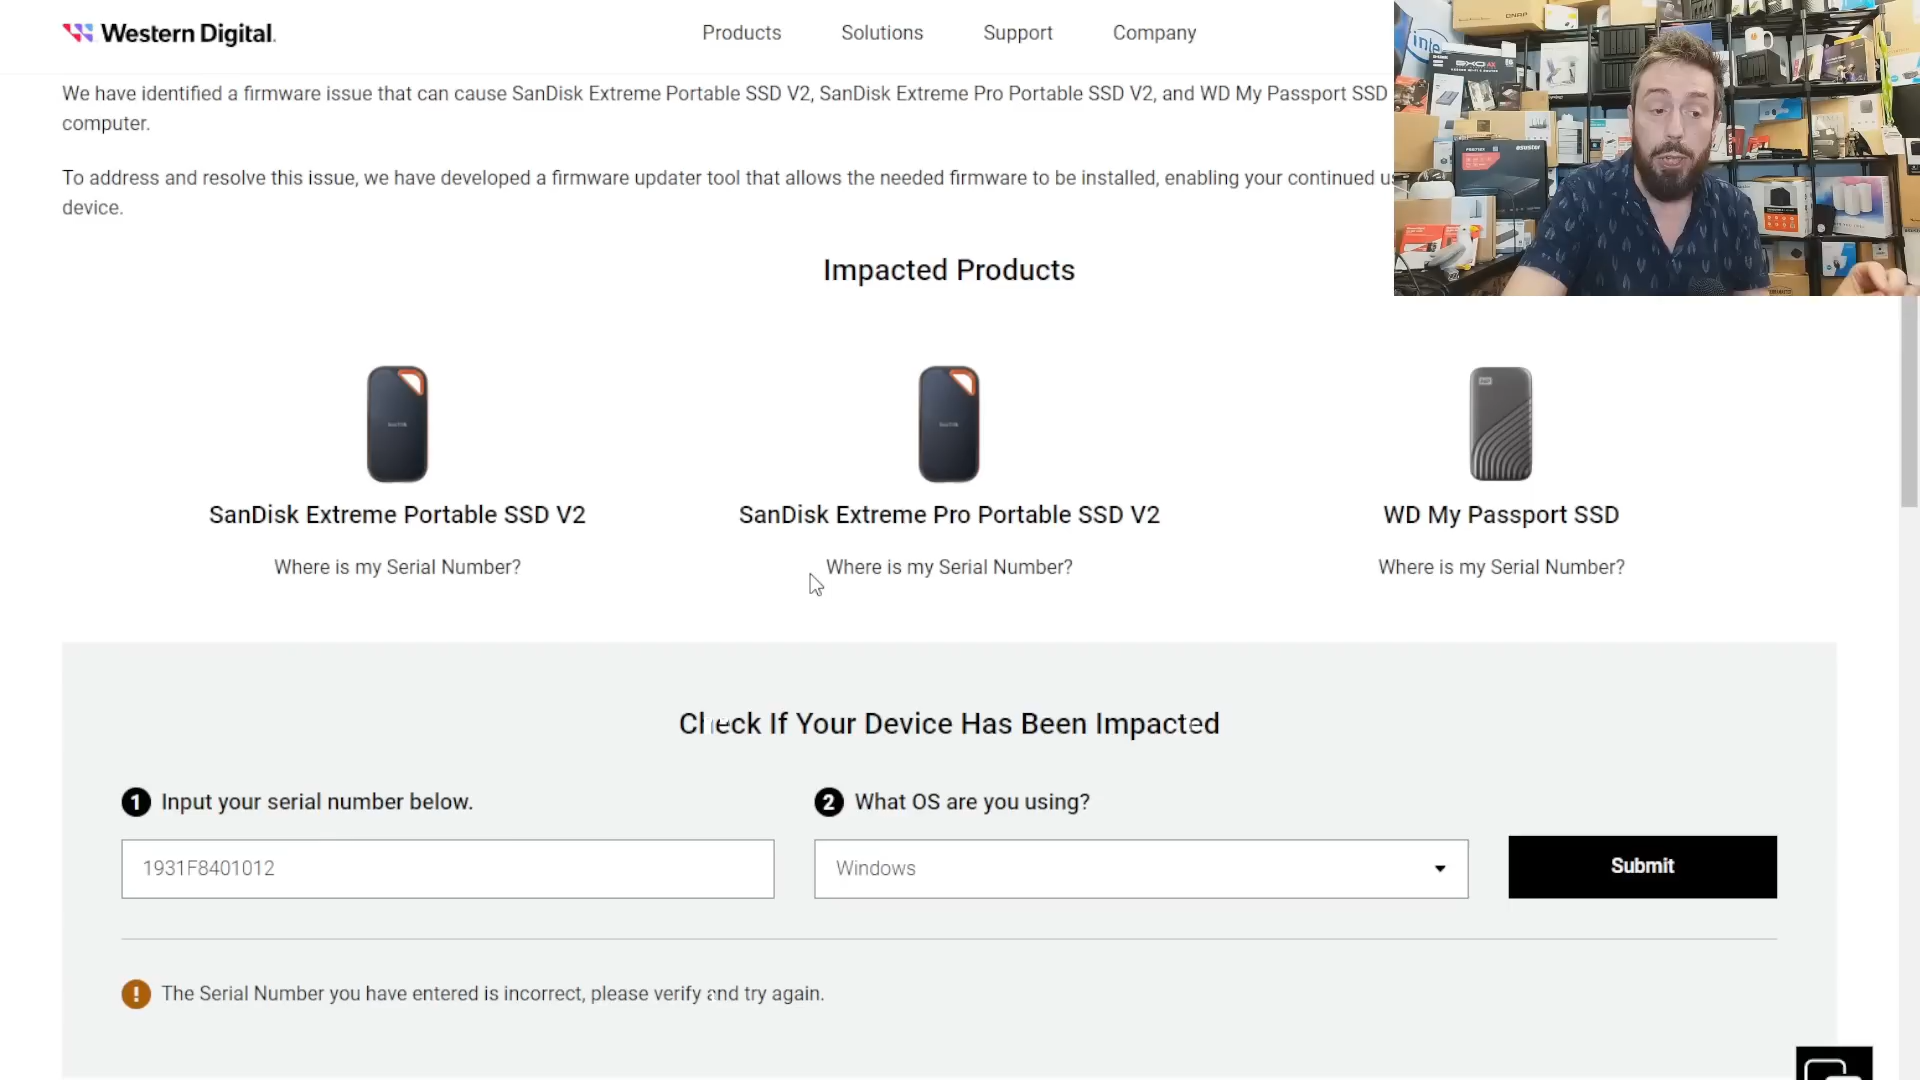 Western Digital.
Products
Solutions
Support
Company
We have identified a firmware issue that can cause SanDisk Extreme Portable SSD V2, SanDisk Extreme Pro Portable SSD V2, and WD My Passport SSD
computer.
To address and resolve this issue, we have developed a firmware updater tool that allows the needed firmware to be installed, enabling your continued
device.
Impacted Products
SanDisk Extreme Portable SSD V2
SanDisk Extreme Pro Portable SSD V2
WD My Passport SSD
Where is my Serial Number?
Where is my Serial Number?
Where is my Serial Number?
Check If Your Device Has Been Impacted
1 Input your serial number below.
2 What OS are you using?
1931F8401012
Windows
Submit
! The Serial Number you have entered is incorrect, please verify and try again.
QNAP
intel
EXO AX
asustor